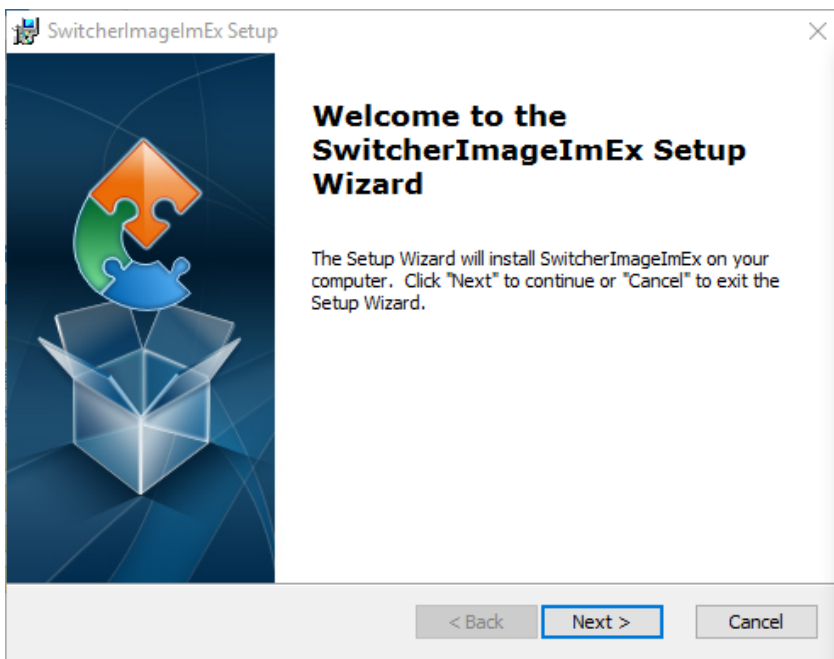 SwitcherImageImEx Setup
Welcome to the
SwitcherImageImEx Setup
Wizard
The Setup Wizard will install SwitcherImageImEx on your
computer. Click "Next" to continue or "Cancel" to exit the
Setup Wizard.
< Back Next > Cancel